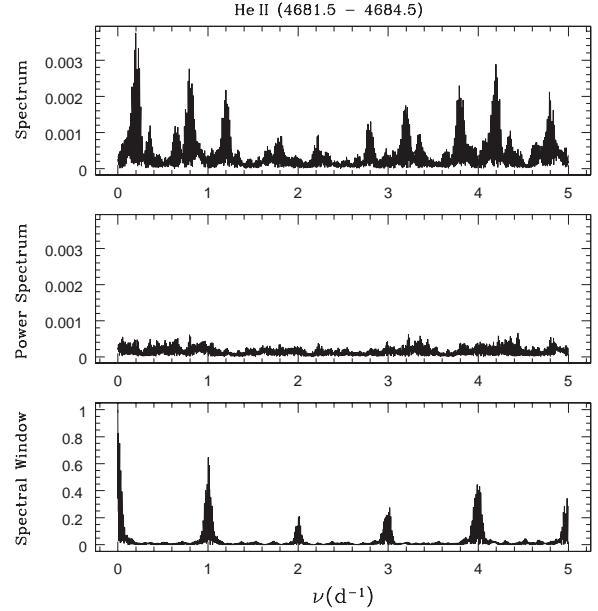 He II (4681.5 − 4684.5)
Spectrum
0.003
0.002
0.001
0
0 1 2 3 4 5
Power Spectrum
0.003
0.002
0.001
0
0 1 2 3 4 5
Spectral Window
1
0.8
0.6
0.4
0.2
0
0 1 2 3 4 5
ν(d⁻¹)